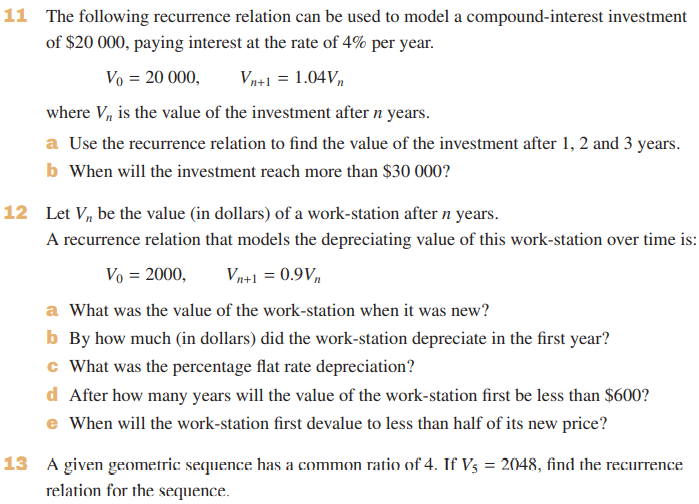 11 The following recurrence relation can be used to model a compound-interest investment
of $20 000, paying interest at the rate of 4% per year.
V₀ = 20 000, Vₙ₊₁ = 1.04Vₙ
where Vₙ is the value of the investment after n years.
a Use the recurrence relation to find the value of the investment after 1, 2 and 3 years.
b When will the investment reach more than $30 000?
12 Let Vₙ be the value (in dollars) of a work-station after n years.
A recurrence relation that models the depreciating value of this work-station over time is:
V₀ = 2000, Vₙ₊₁ = 0.9Vₙ
a What was the value of the work-station when it was new?
b By how much (in dollars) did the work-station depreciate in the first year?
c What was the percentage flat rate depreciation?
d After how many years will the value of the work-station first be less than $600?
e When will the work-station first devalue to less than half of its new price?
13 A given geometric sequence has a common ratio of 4. If V₅ = 2048, find the recurrence
relation for the sequence.